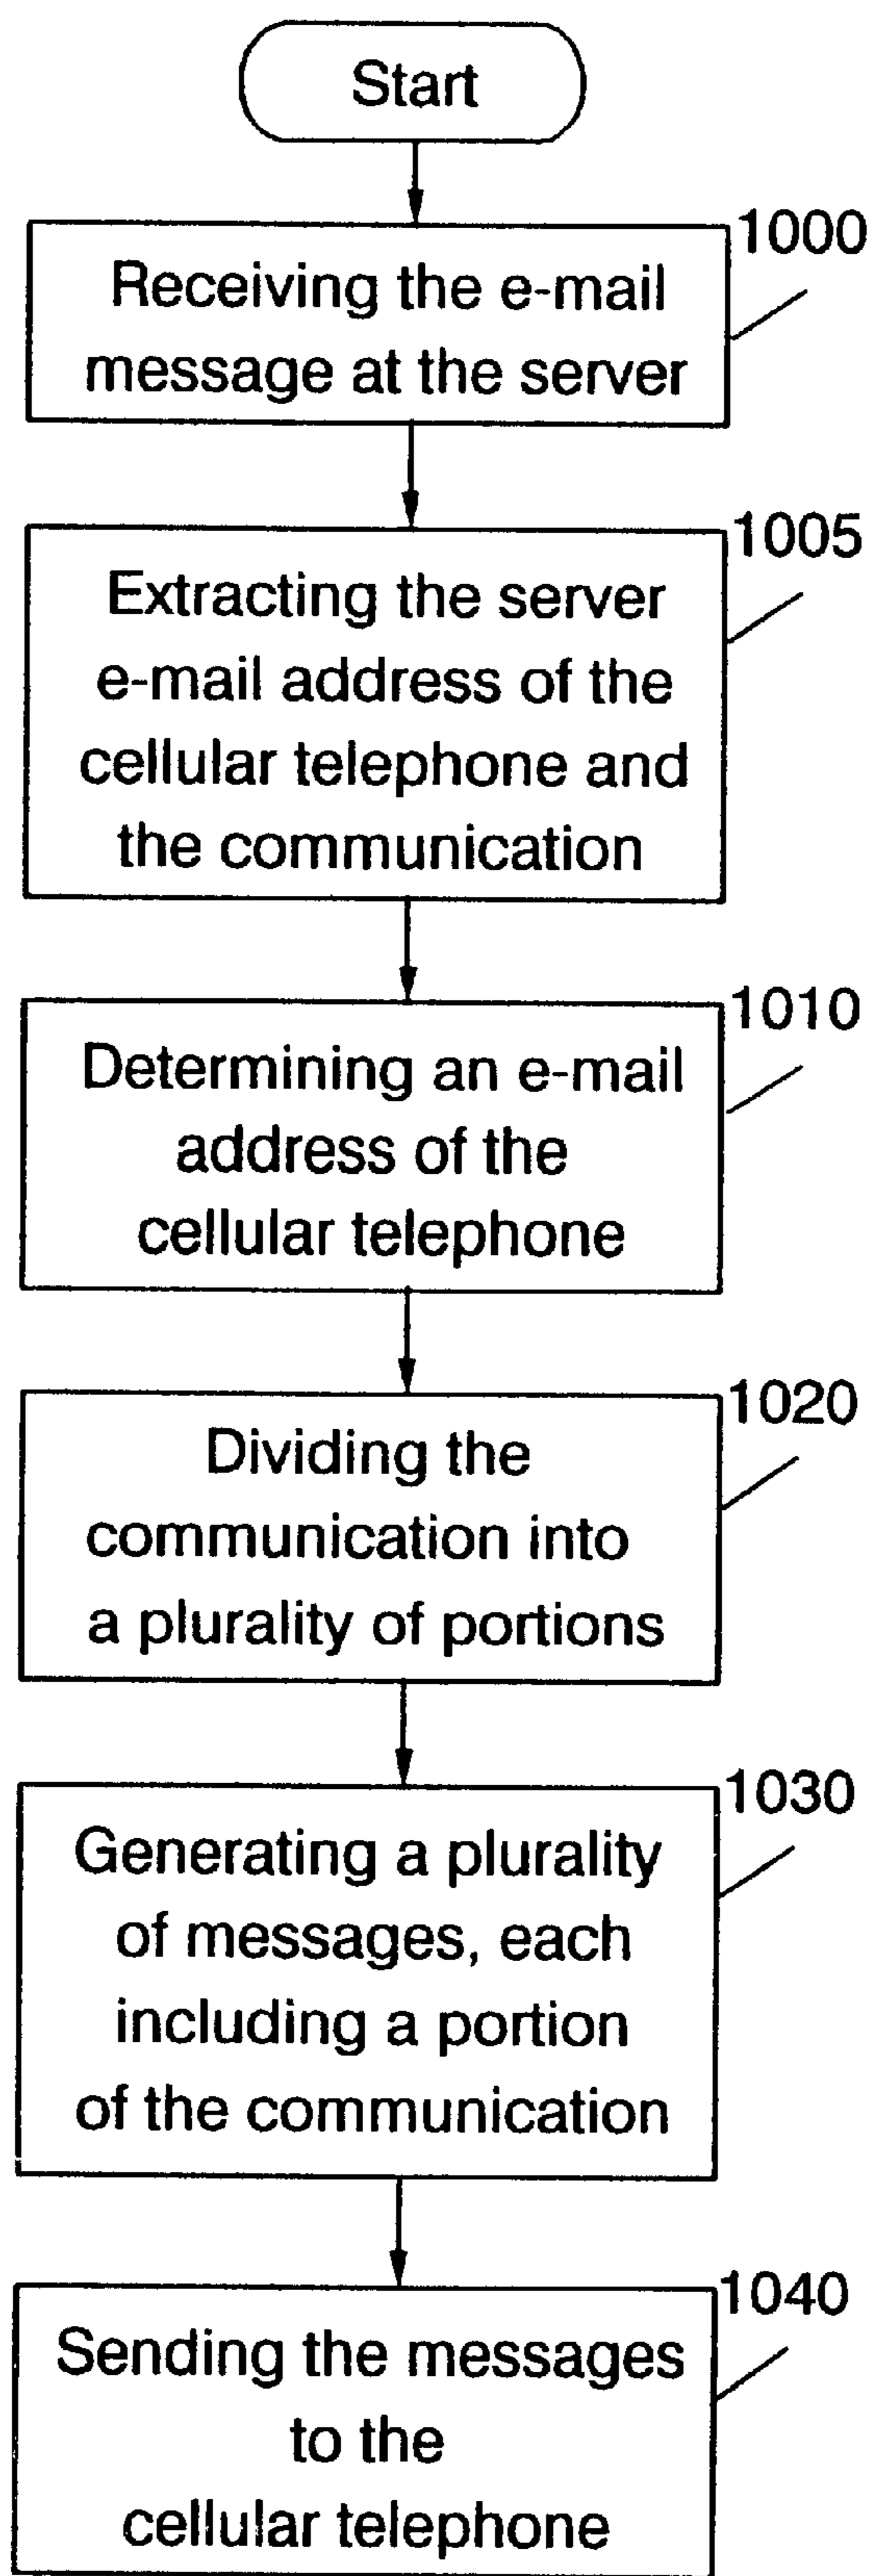 Start
1000
Receiving the e-mail
message at the server
1005
Extracting the server
e-mail address of the
cellular telephone and
the communication
1010
Determining an e-mail
address of the
cellular telephone
1020
Dividing the
communication into
a plurality of portions
1030
Generating a plurality
of messages, each
including a portion
of the communication
1040
Sending the messages
to the
cellular telephone